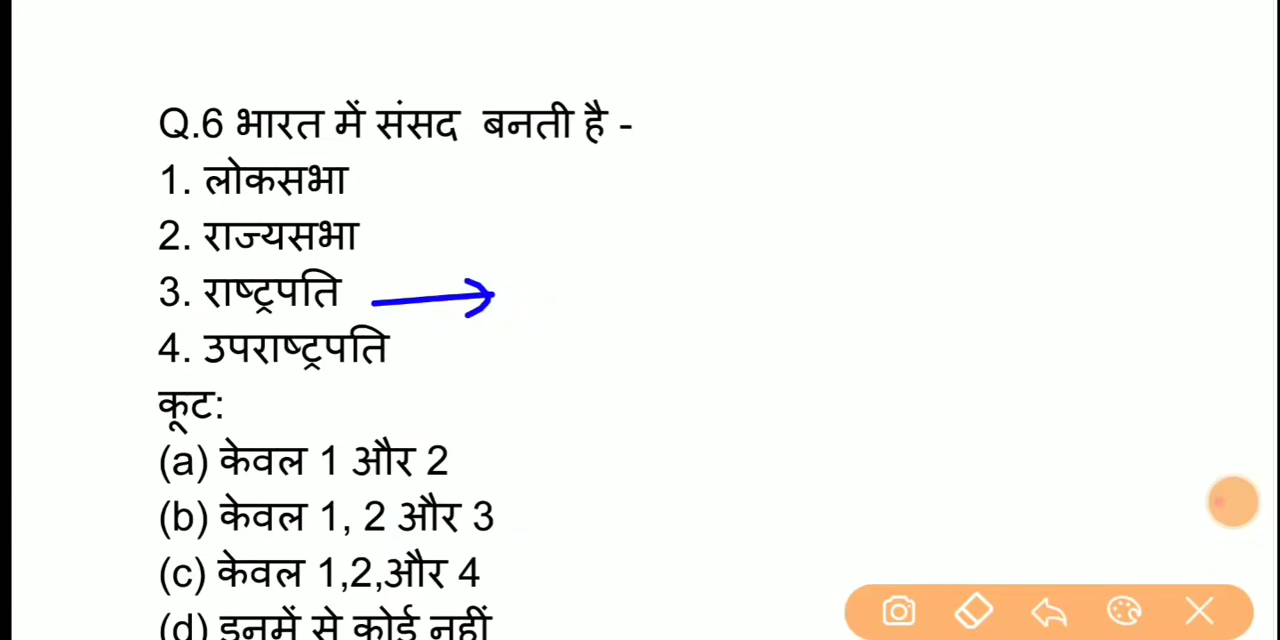 Q.6 भारत में संसद  बनती है -
1. लोकसभा
2. राज्यसभा
3. राष्ट्रपति
4. उपराष्ट्रपति
कूट:
(a) केवल 1 और 2
(b) केवल 1, 2 और 3
(c) केवल 1,2,और 4
(d) इनमें से कोई नहीं